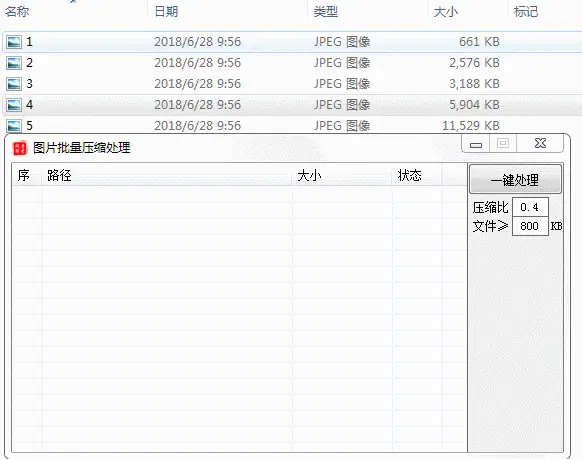 名称 日期 类型 大小 标记
1 2018/6/28 9:56 JPEG 图像 661 KB
2 2018/6/28 9:56 JPEG 图像 2,576 KB
3 2018/6/28 9:56 JPEG 图像 3,188 KB
4 2018/6/28 9:56 JPEG 图像 5,904 KB
5 2018/6/28 9:56 JPEG 图像 11,529 KB
图片批量压缩处理
序 路径 大小 状态 一键处理
压缩比 0.4
文件≥ 800 KB